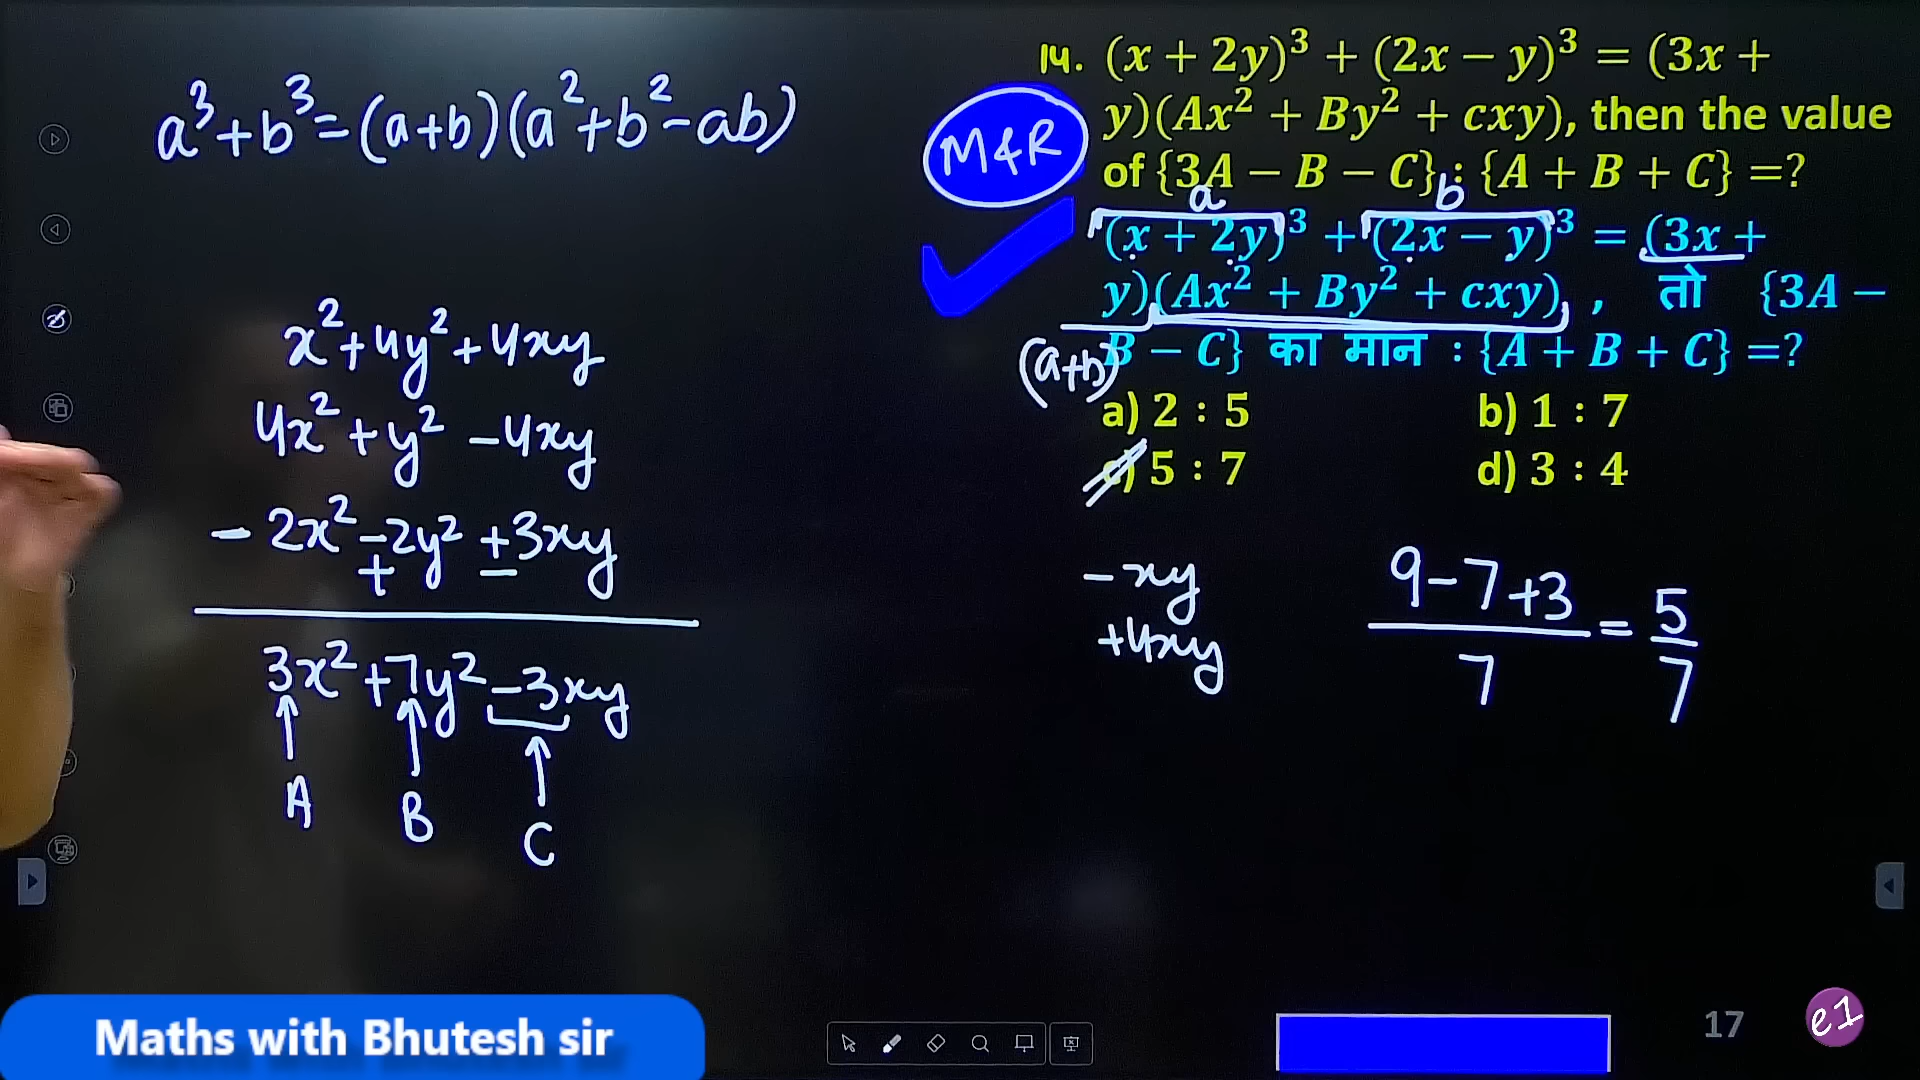 a³+b³=(a+b)(a²+b²-ab)
x²+4y²+4xy
4x²+y² -4xy
- 2x² -2y² +3xy
+ -
3x²+7y²-3xy
A B C
14. (x + 2y)³ + (2x − y)³ = (3x +
y)(Ax² + By² + cxy), then the value
of {3A − B − C} : {A + B + C} =?
M&R
a b
(x + 2y)³ + (2x − y)³ = (3x +
y)(Ax² + By² + cxy), तो {3A −
B − C} का मान : {A + B + C} =?
(a+b)
a) 2 : 5 b) 1 : 7
c) 5 : 7 d) 3 : 4
-xy
+4xy
9-7+3/7 = 5/7
Maths with Bhutesh sir
17
e1